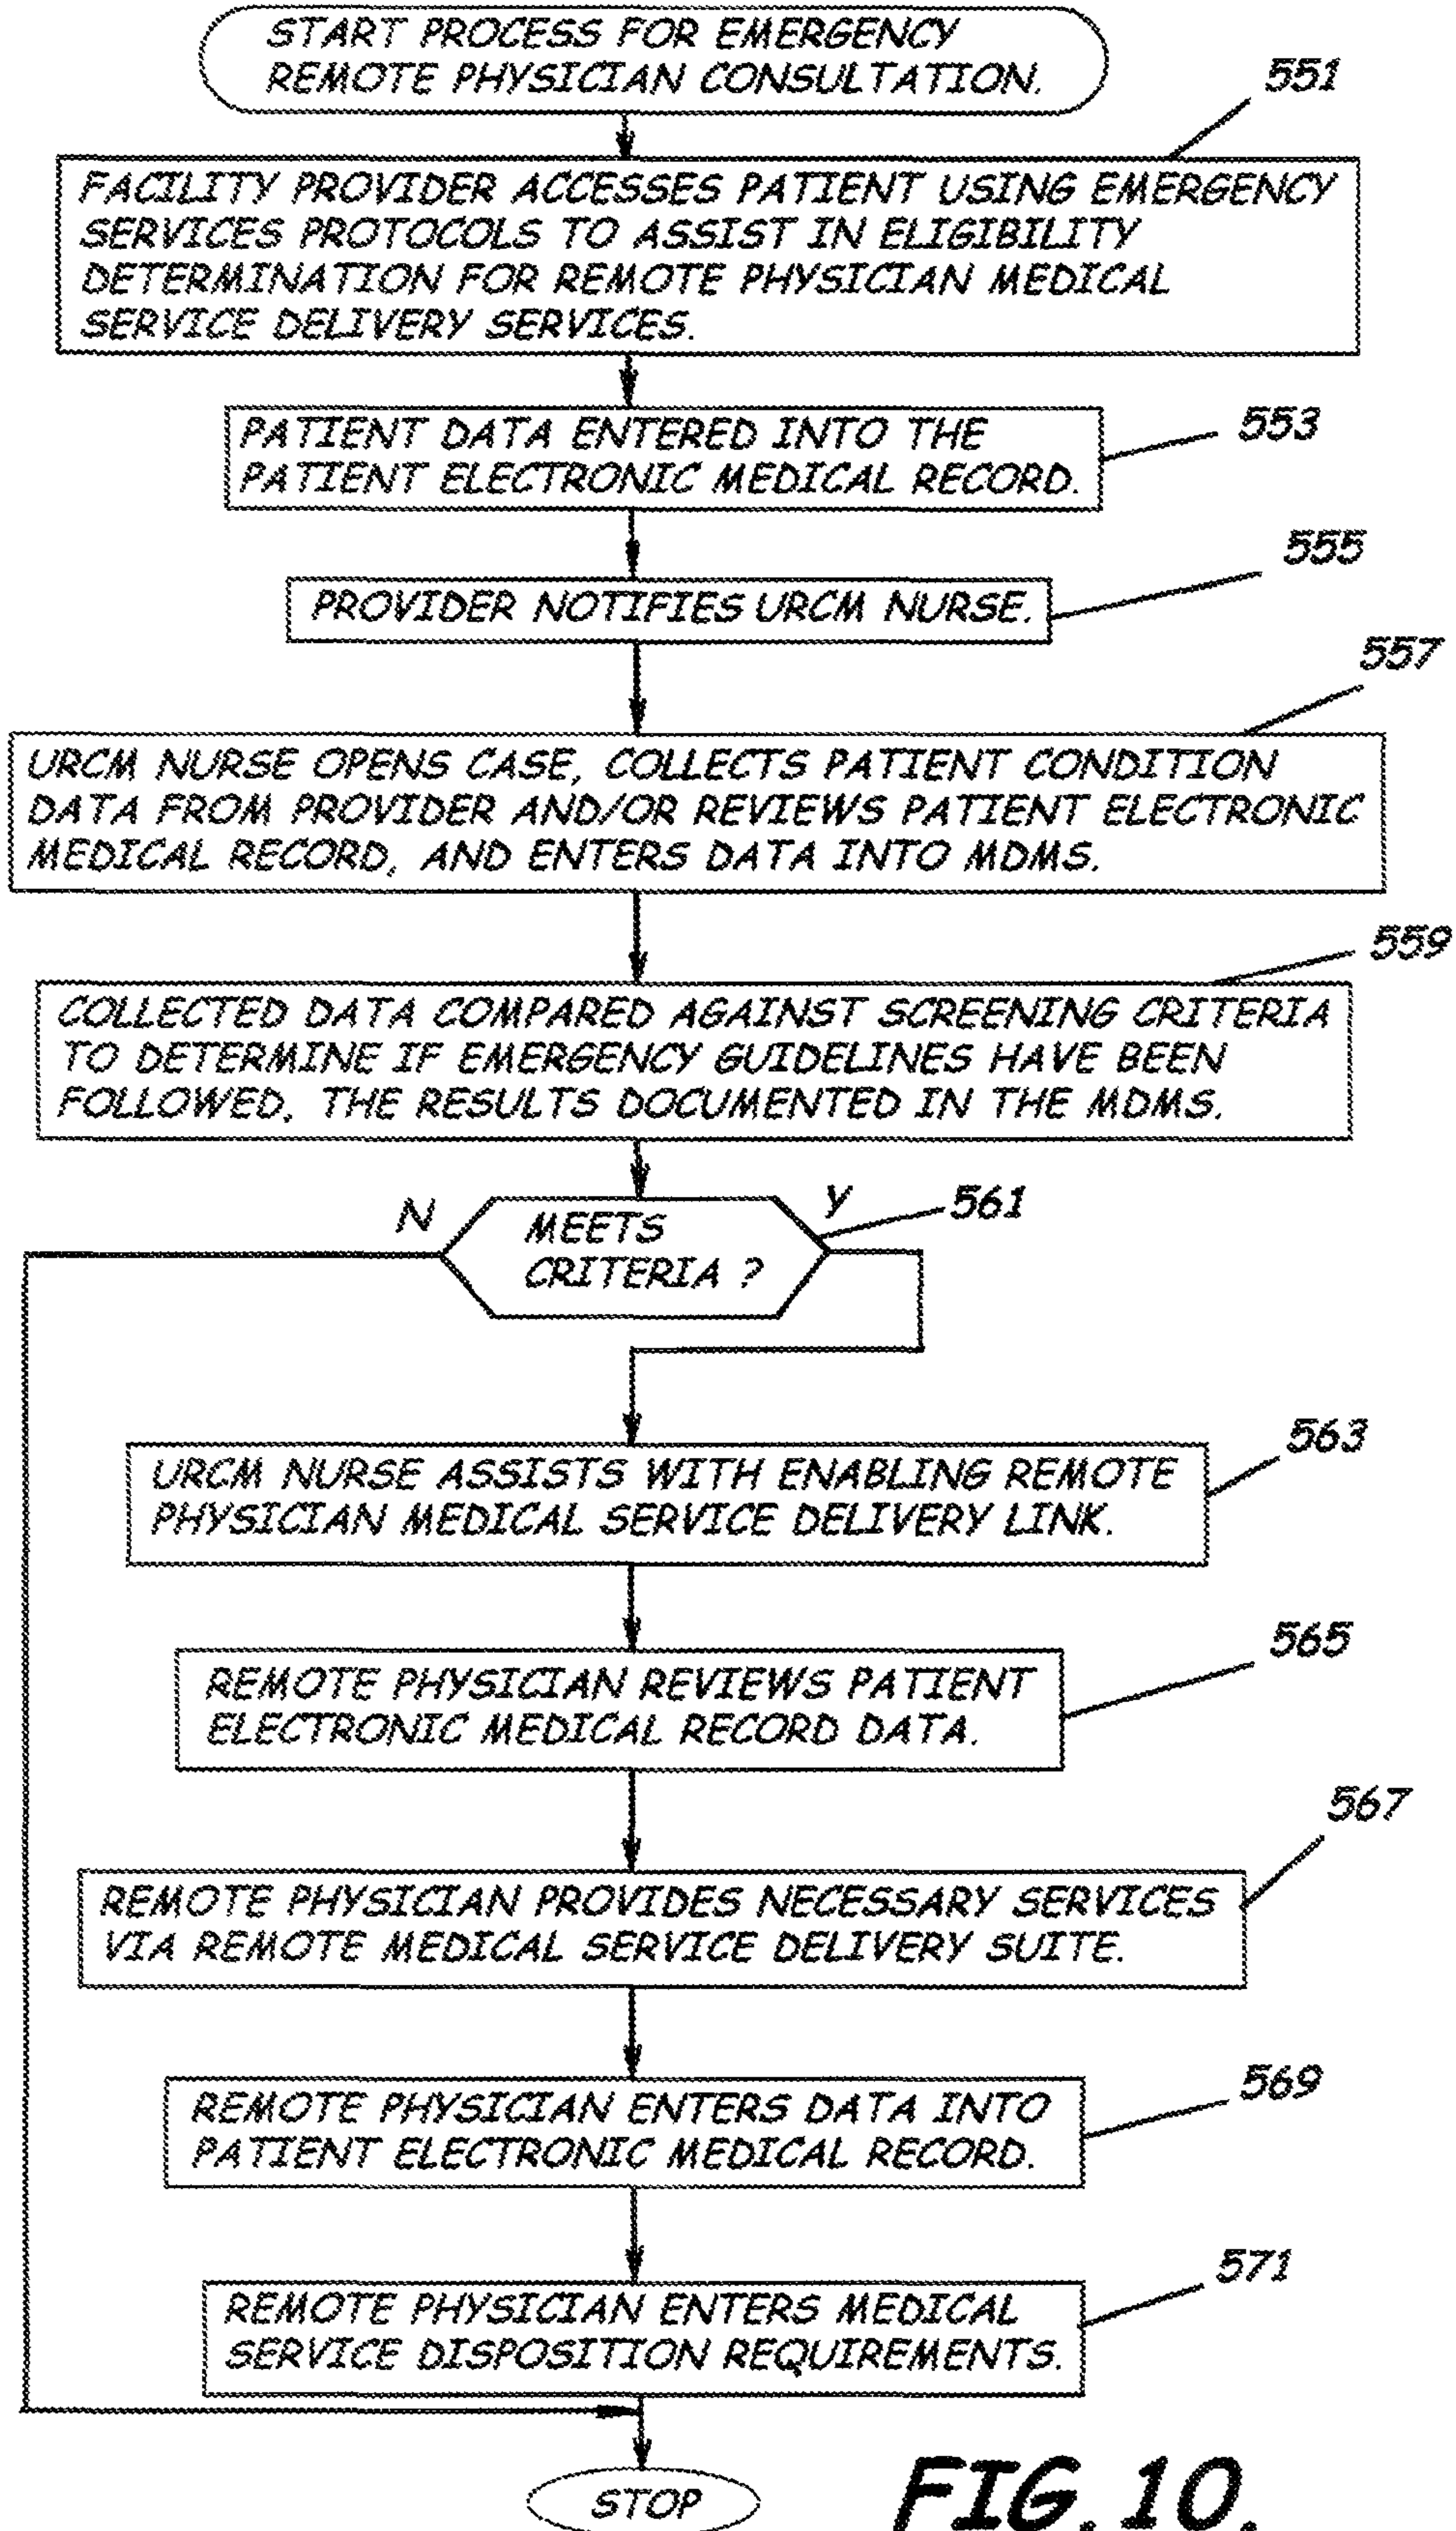 START PROCESS FOR EMERGENCY
REMOTE PHYSICIAN CONSULTATION.
551
FACILITY PROVIDER ACCESSES PATIENT USING EMERGENCY
SERVICES PROTOCOLS TO ASSIST IN ELIGIBILITY
DETERMINATION FOR REMOTE PHYSICIAN MEDICAL
SERVICE DELIVERY SERVICES.
PATIENT DATA ENTERED INTO THE
PATIENT ELECTRONIC MEDICAL RECORD.
553
555
PROVIDER NOTIFIES URCM NURSE.
557
URCM NURSE OPENS CASE, COLLECTS PATIENT CONDITION
DATA FROM PROVIDER AND/OR REVIEWS PATIENT ELECTRONIC
MEDICAL RECORD, AND ENTERS DATA INTO MDMS.
559
COLLECTED DATA COMPARED AGAINST SCREENING CRITERIA
TO DETERMINE IF EMERGENCY GUIDELINES HAVE BEEN
FOLLOWED, THE RESULTS DOCUMENTED IN THE MDMS.
N
MEETS
CRITERIA ?
Y
561
563
URCM NURSE ASSISTS WITH ENABLING REMOTE
PHYSICIAN MEDICAL SERVICE DELIVERY LINK.
565
REMOTE PHYSICIAN REVIEWS PATIENT
ELECTRONIC MEDICAL RECORD DATA.
567
REMOTE PHYSICIAN PROVIDES NECESSARY SERVICES
VIA REMOTE MEDICAL SERVICE DELIVERY SUITE.
569
REMOTE PHYSICIAN ENTERS DATA INTO
PATIENT ELECTRONIC MEDICAL RECORD.
571
REMOTE PHYSICIAN ENTERS MEDICAL
SERVICE DISPOSITION REQUIREMENTS.
STOP
FIG. 10.